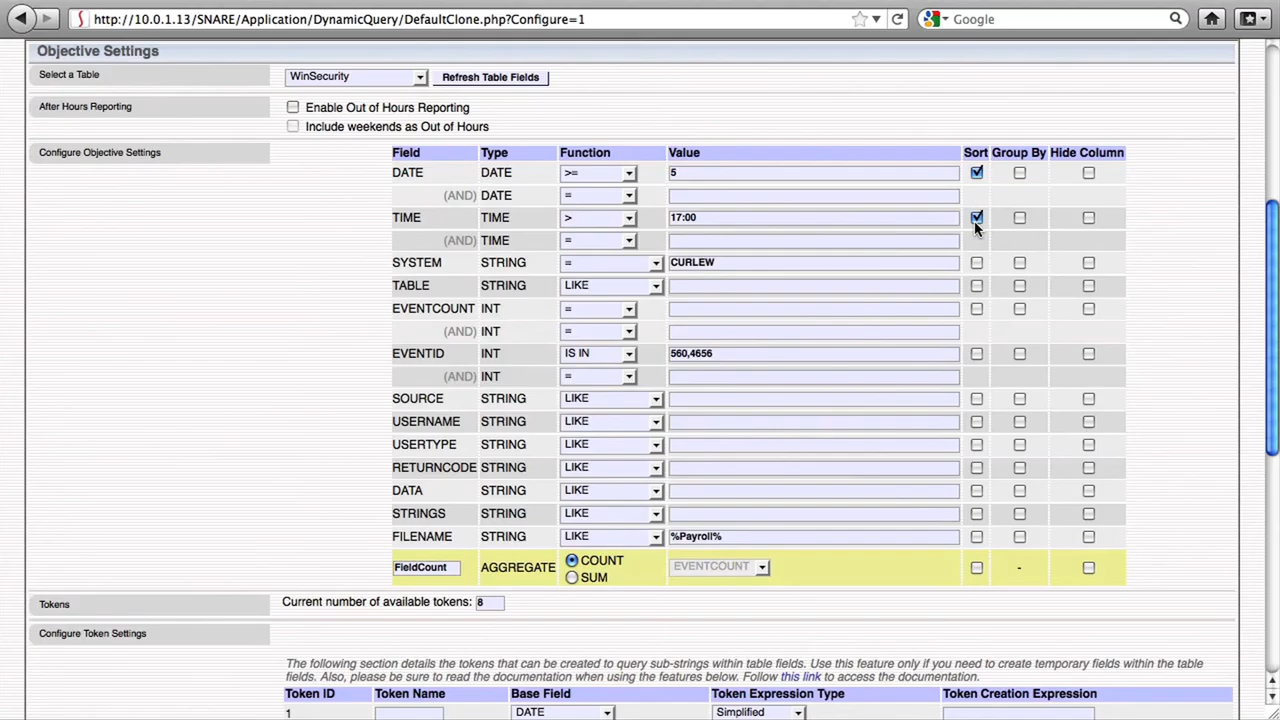 http://10.0.1.13/SNARE/Application/DynamicQuery/DefaultClone.php?Configure=1
Google
Objective Settings
Select a Table
WinSecurity
Refresh Table Fields
After Hours Reporting
Enable Out of Hours Reporting
Include weekends as Out of Hours
Configure Objective Settings
Field Type Function Value Sort Group By Hide Column
DATE DATE >= 5
(AND) DATE =
TIME TIME > 17:00
(AND) TIME =
SYSTEM STRING = CURLEW
TABLE STRING LIKE
EVENTCOUNT INT =
(AND) INT =
EVENTID INT IS IN 560,4656
(AND) INT =
SOURCE STRING LIKE
USERNAME STRING LIKE
USERTYPE STRING LIKE
RETURNCODE STRING LIKE
DATA STRING LIKE
STRINGS STRING LIKE
FILENAME STRING LIKE %Payroll%
FieldCount AGGREGATE COUNT EVENTCOUNT -
SUM
Tokens
Current number of available tokens: 8
Configure Token Settings
The following section details the tokens that can be created to query sub-strings within table fields. Use this feature only if you need to create temporary fields within the table
fields. Also, please be sure to read the documentation when using the features below. Follow this link to access the documentation.
Token ID Token Name Base Field Token Expression Type Token Creation Expression
1 DATE Simplified